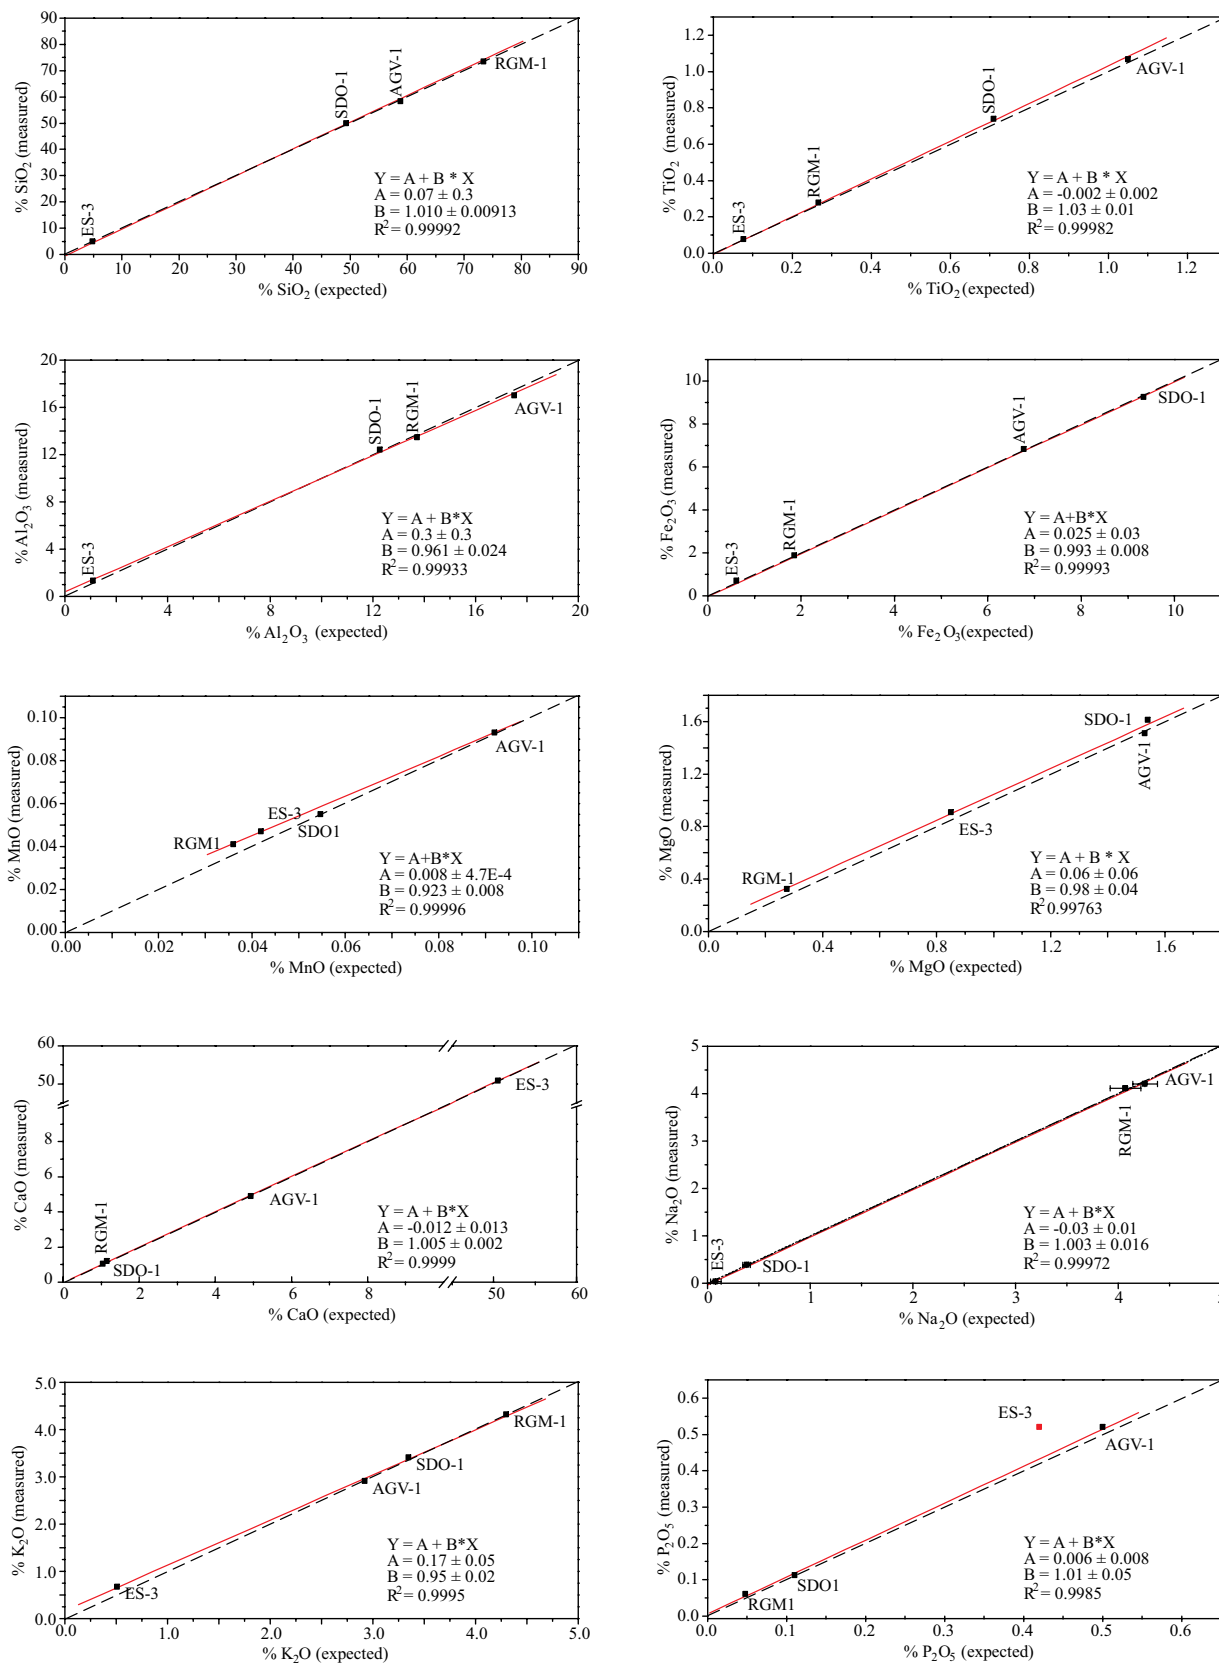 90
80
70
60
50
40
30
20
10
0
% SiO2 (measured)
ES-3
SDO-1
AGV-1
RGM-1
Y = A + B * X
A = 0.07 ± 0.3
B = 1.010 ± 0.00913
R2 = 0.99992
0 10 20 30 40 50 60 70 80 90
% SiO2 (expected)
1.2
1.0
0.8
0.6
0.4
0.2
0.0
% TiO2 (measured)
ES-3
RGM-1
SDO-1
AGV-1
Y = A + B * X
A = -0.002 ± 0.002
B = 1.03 ± 0.01
R2 = 0.99982
0.0 0.2 0.4 0.6 0.8 1.0 1.2
% TiO2 (expected)
20
16
12
8
4
0
% Al2O3 (measured)
ES-3
SDO-1
RGM-1
AGV-1
Y = A + B*X
A = 0.3 ± 0.3
B = 0.961 ± 0.024
R2 = 0.99933
0 4 8 12 16 20
% Al2O3 (expected)
10
8
6
4
2
0
% Fe2O3 (measured)
ES-3
RGM-1
AGV-1
SDO-1
Y = A+B*X
A = 0.025 ± 0.03
B = 0.993 ± 0.008
R2 = 0.99993
0 2 4 6 8 10
% Fe2O3(expected)
0.10
0.08
0.06
0.04
0.02
0.00
% MnO (measured)
RGM1
ES-3
SDO1
AGV-1
Y = A+B*X
A = 0.008 ± 4.7E-4
B = 0.923 ± 0.008
R2 = 0.99996
0.00 0.02 0.04 0.06 0.08 0.10
% MnO (expected)
1.6
1.2
0.8
0.4
0.0
% MgO (measured)
RGM-1
ES-3
SDO-1
AGV-1
Y = A + B * X
A = 0.06 ± 0.06
B = 0.98 ± 0.04
R2 0.99763
0.0 0.4 0.8 1.2 1.6
% MgO (expected)
60
50
8
6
4
2
0
% CaO (measured)
RGM-1
SDO-1
AGV-1
ES-3
Y = A + B*X
A = -0.012 ± 0.013
B = 1.005 ± 0.002
R2 = 0.9999
0 2 4 6 8 50 60
% CaO (expected)
5
4
3
2
1
0
% Na2O (measured)
ES-3
SDO-1
RGM-1
AGV-1
Y = A + B*X
A = -0.03 ± 0.01
B = 1.003 ± 0.016
R2 = 0.99972
0 1 2 3 4
% Na2O (expected)
5.0
4.0
3.0
2.0
1.0
0.0
% K2O (measured)
ES-3
AGV-1
SDO-1
RGM-1
Y = A + B*X
A = 0.17 ± 0.05
B = 0.95 ± 0.02
R2 = 0.9995
0.0 1.0 2.0 3.0 4.0 5.0
% K2O (expected)
0.6
0.5
0.4
0.3
0.2
0.1
0.0
% P2O5 (measured)
ES-3
AGV-1
SDO1
RGM1
Y = A + B*X
A = 0.006 ± 0.008
B = 1.01 ± 0.05
R2 = 0.9985
0.0 0.1 0.2 0.3 0.4 0.5 0.6
% P2O5 (expected)